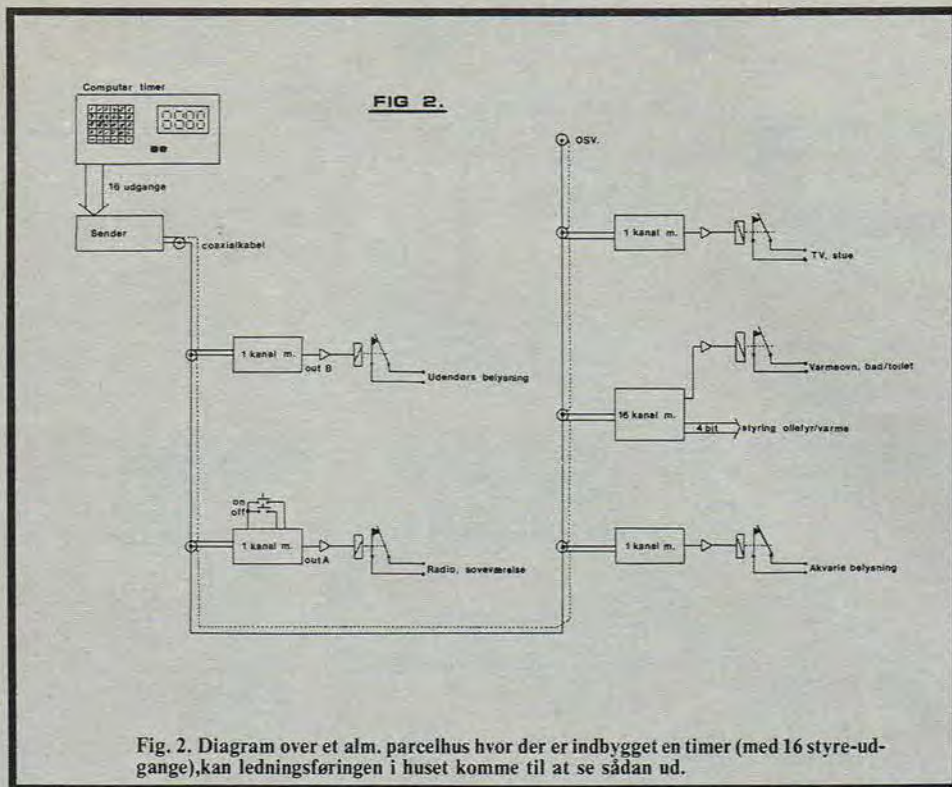 Computer timer
FIG 2.
16 udgange
Sender
coaxialkabel
1 kanal m.
out B
Udendørs belysning
on
off
1 kanal m.
out A
Radio, soveværelse
OSV.
1 kanal m.
TV, stue
16 kanal m.
Varmeovn, bad/toilet
4 bit
styring oliefyr/varme
1 kanal m.
Akvarie belysning
Fig. 2. Diagram over et alm. parcelhus hvor der er indbygget en timer (med 16 styre-ud-
gange),kan ledningsføringen i huset komme til at se sådan ud.